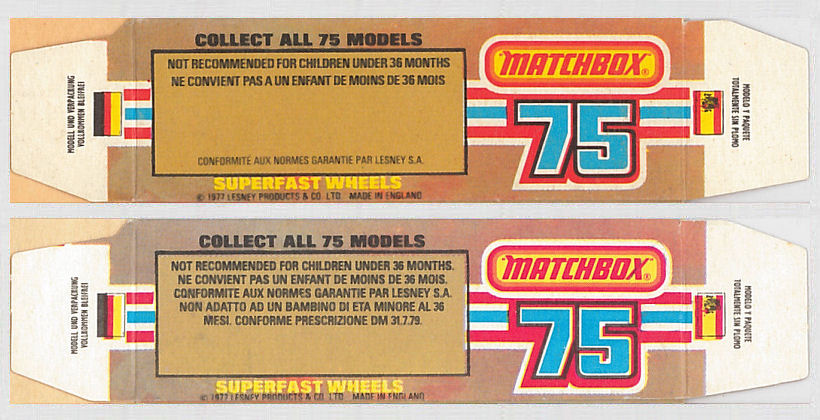 COLLECT ALL 75 MODELS
NOT RECOMMENDED FOR CHILDREN UNDER 36 MONTHS
NE CONVIENT PAS A UN ENFANT DE MOINS DE 36 MOIS
CONFORMITE AUX NORMES GARANTIE PAR LESNEY S.A.
SUPERFAST WHEELS
© 1977 LESNEY PRODUCTS & CO. LTD. MADE IN ENGLAND
MODELL UND VERPACKUNG
VOLLKOMMEN BLEIFREI
MATCHBOX®
75
MODELO Y PAQUETE
TOTALMENTE SIN PLOMO
COLLECT ALL 75 MODELS
NOT RECOMMENDED FOR CHILDREN UNDER 36 MONTHS.
NE CONVIENT PAS UN ENFANT DE MOINS DE 36 MOIS.
CONFORMITE AUX NORMES GARANTIE PAR LESNEY S.A.
NON ADATTO AD UN BAMBINO DI ETA MINORE AL 36
MESI. CONFORME PRESCRIZIONE DM 31.7.79.
SUPERFAST WHEELS
© 1977 LESNEY PRODUCTS & CO. LTD. MADE IN ENGLAND
MODELL UND VERPACKUNG
VOLLKOMMEN BLEIFREI
MATCHBOX®
75
MODELO Y PAQUETE
TOTALMENTE SIN PLOMO